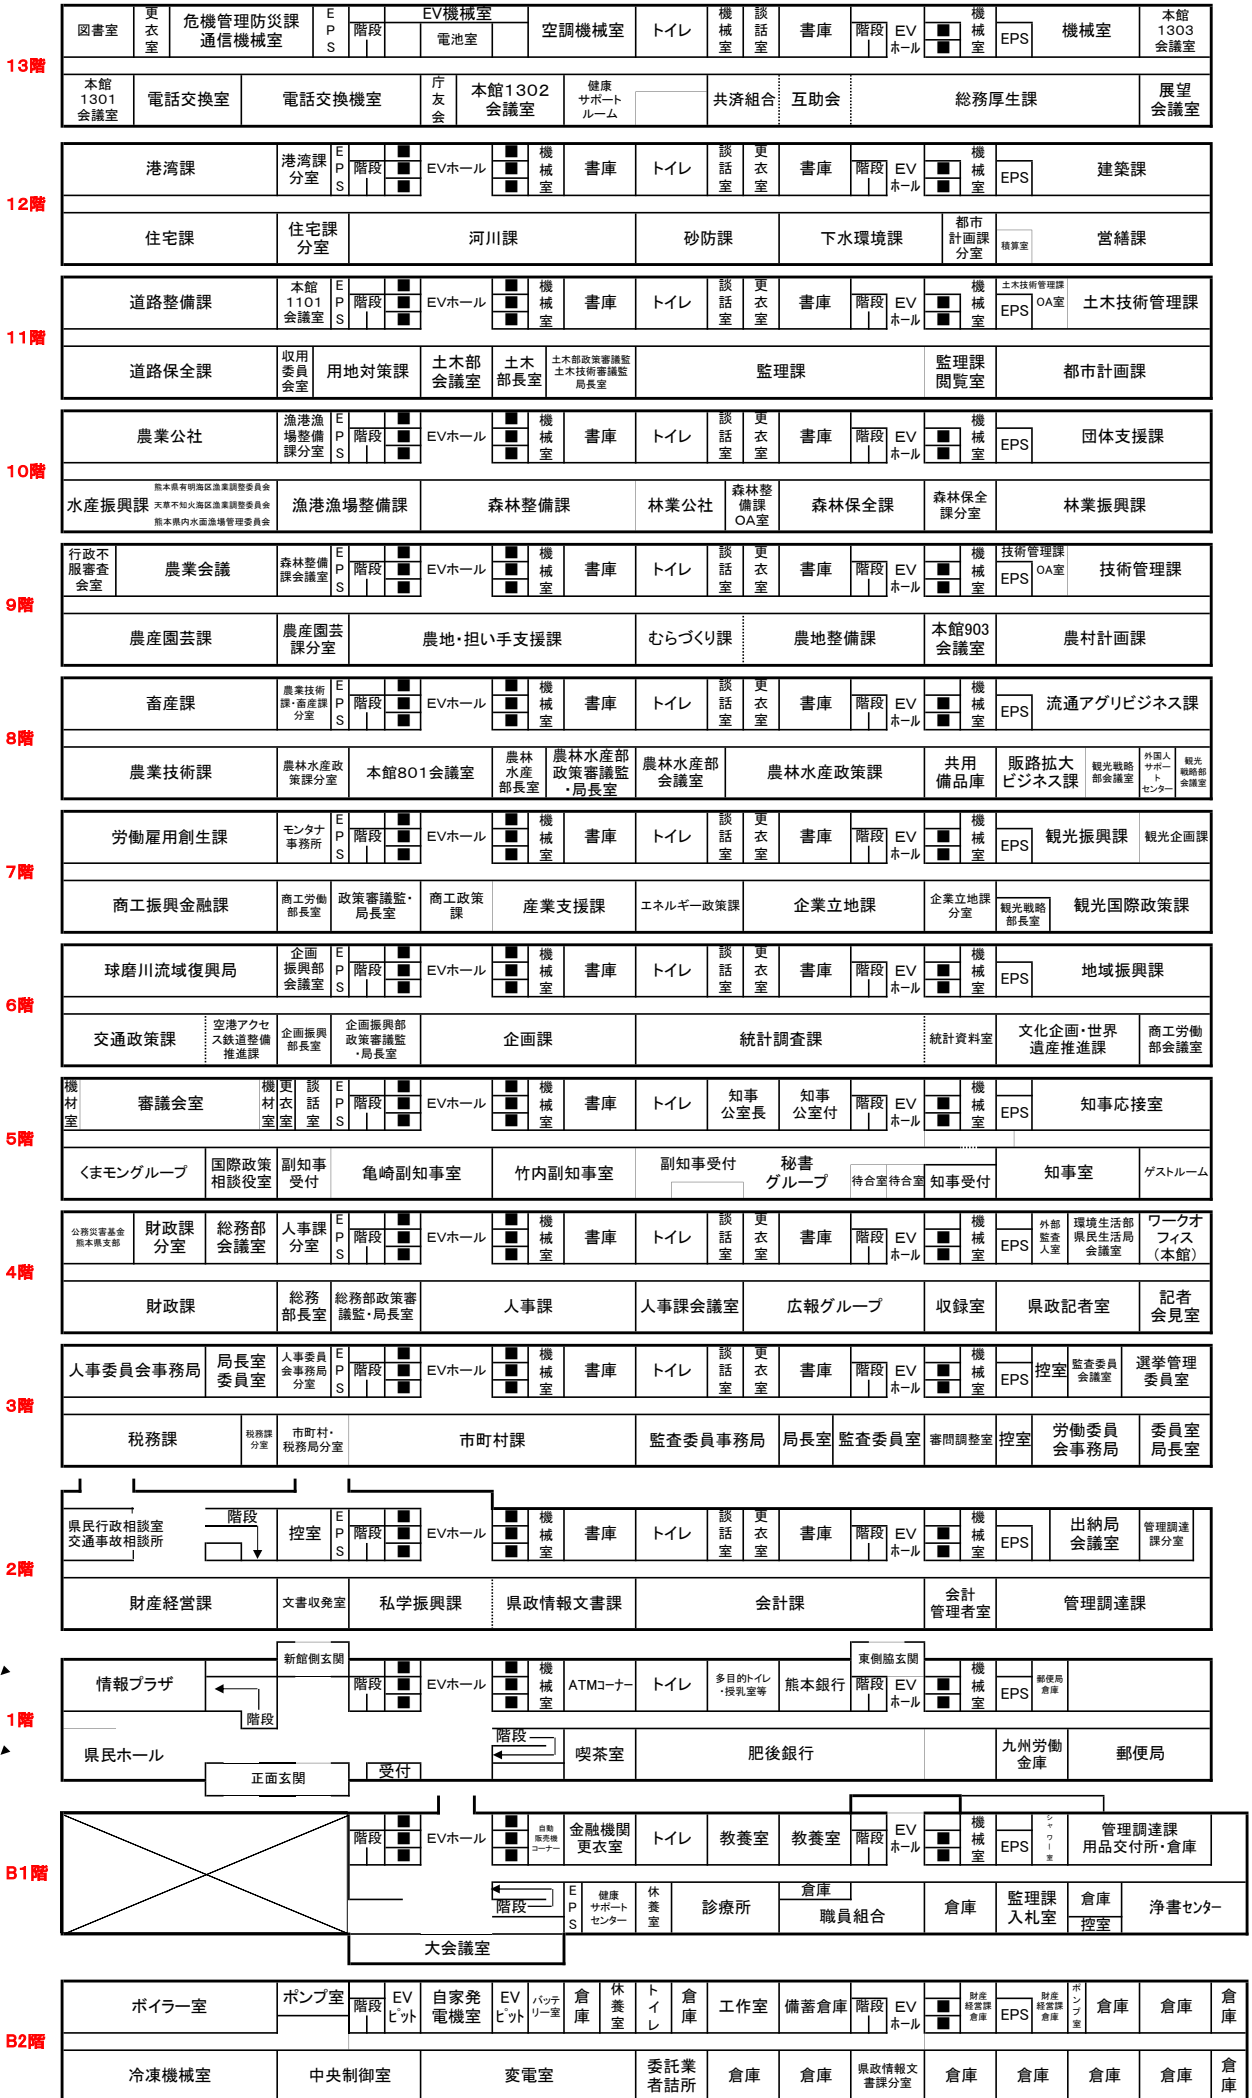 13階
図書室
更衣室
危機管理防災課
通信機械室
EPS
階段
EV機械室
電池室
空調機械室
トイレ
機械室
談話室
書庫
階段
EV
ホール
■
■
機械室
EPS
機械室
本館
1303
会議室
本館
1301
会議室
電話交換室
電話交換機室
庁友会
本館1302
会議室
健康
サポート
ルーム
共済組合
互助会
総務厚生課
展望
会議室
12階
港湾課
港湾課
分室
EPS
階段
EVホール
機械室
書庫
トイレ
談話室
更衣室
書庫
階段
EV
ホール
機械室
EPS
建築課
住宅課
住宅課
分室
河川課
砂防課
下水環境課
都市
計画課
分室
積算室
営繕課
11階
道路整備課
本館
1101
会議室
EPS
階段
EVホール
機械室
書庫
トイレ
談話室
更衣室
書庫
階段
EV
ホール
機械室
土木技術管理課
EPS
OA室
土木技術管理課
道路保全課
収用
委員
会室
用地対策課
土木部
会議室
土木
部長室
土木部政策審議監
土木技術審議監
局長室
監理課
監理課
閲覧室
都市計画課
10階
農業公社
漁港漁
場整備
課分室
EPS
階段
EVホール
機械室
書庫
トイレ
談話室
更衣室
書庫
階段
EV
ホール
機械室
EPS
団体支援課
水産振興課
熊本県有明海区漁業調整委員会
天草不知火海区漁業調整委員会
熊本県内水面漁場管理委員会
漁港漁場整備課
森林整備課
林業公社
森林整
備課
OA室
森林保全課
森林保全
課分室
林業振興課
9階
行政不
服審査
会室
農業会議
森林整備
課会議室
EPS
階段
EVホール
機械室
書庫
トイレ
談話室
更衣室
書庫
階段
EV
ホール
機械室
技術管理課
EPS
OA室
技術管理課
農産園芸課
農産園芸
課分室
農地・担い手支援課
むらづくり課
農地整備課
本館903
会議室
農村計画課
8階
畜産課
農業技術
課・畜産課
分室
EPS
階段
EVホール
機械室
書庫
トイレ
談話室
更衣室
書庫
階段
EV
ホール
機械室
EPS
流通アグリビジネス課
農業技術課
農林水産政
策課分室
本館801会議室
農林
水産
部長室
農林水産部
政策審議監
・局長室
農林水産部
会議室
農林水産政策課
共用
備品庫
販路拡大
ビジネス課
観光戦略
部会議室
外国人
サポー
ト
センター
観光
戦略部
会議室
7階
労働雇用創生課
モンタナ
事務所
EPS
階段
EVホール
機械室
書庫
トイレ
談話室
更衣室
書庫
階段
EV
ホール
機械室
EPS
観光振興課
観光企画課
商工振興金融課
商工労働
部長室
政策審議監・
局長室
商工政策
課
産業支援課
エネルギー政策課
企業立地課
企業立地課
分室
観光戦略
部長室
観光国際政策課
6階
球磨川流域復興局
企画
振興部
会議室
EPS
階段
EVホール
機械室
書庫
トイレ
談話室
更衣室
書庫
階段
EV
ホール
機械室
EPS
地域振興課
交通政策課
空港アクセ
ス鉄道整備
推進課
企画振興
部長室
企画振興部
政策審議監
・局長室
企画課
統計調査課
統計資料室
文化企画・世界
遺産推進課
商工労働
部会議室
5階
機材室
審議会室
機材室
更衣室
談話室
EPS
階段
EVホール
機械室
書庫
トイレ
知事
公室長
知事
公室付
階段
EV
ホール
機械室
EPS
知事応接室
くまモングループ
国際政策
相談役室
副知事
受付
亀崎副知事室
竹内副知事室
副知事受付
秘書
グループ
待合室
待合室
知事受付
知事室
ゲストルーム
4階
公務災害基金
熊本県支部
財政課
分室
総務部
会議室
人事課
分室
EPS
階段
EVホール
機械室
書庫
トイレ
談話室
更衣室
書庫
階段
EV
ホール
機械室
EPS
外部
監査
人室
環境生活部
県民生活局
会議室
ワークオ
フィス
(本館)
財政課
総務
部長室
総務部政策審
議監・局長室
人事課
人事課会議室
広報グループ
収録室
県政記者室
記者
会見室
3階
人事委員会事務局
局長室
委員室
人事委員
会事務局
分室
EPS
階段
EVホール
機械室
書庫
トイレ
談話室
更衣室
書庫
階段
EV
ホール
機械室
EPS
控室
監査委員
会議室
選挙管理
委員室
税務課
税務課
分室
市町村・
税務局分室
市町村課
監査委員事務局
局長室
監査委員室
審問調整室
控室
労働委員
会事務局
委員室
局長室
2階
県民行政相談室
交通事故相談所
階段
控室
EPS
階段
EVホール
機械室
書庫
トイレ
談話室
更衣室
書庫
階段
EV
ホール
機械室
EPS
出納局
会議室
管理調達
課分室
財産経営課
文書収発室
私学振興課
県政情報文書課
会計課
会計
管理者室
管理調達課
1階
新館側玄関
東側脇玄関
情報プラザ
階段
階段
EVホール
機械室
ATMコーナー
トイレ
多目的トイレ
・授乳室等
熊本銀行
階段
EV
ホール
機械室
EPS
郵便局
倉庫
県民ホール
正面玄関
受付
階段
喫茶室
肥後銀行
九州労働
金庫
郵便局
B1階
階段
EVホール
自動
販売機
コーナー
金融機関
更衣室
トイレ
教養室
教養室
階段
EV
ホール
機械室
EPS
シャワー室
管理調達課
用品交付所・倉庫
階段
EPS
健康
サポート
センター
休養室
診療所
倉庫
職員組合
倉庫
監理課
入札室
倉庫
控室
浄書センター
大会議室
B2階
ボイラー室
ポンプ室
階段
EV
ピット
自家発
電機室
EV
ピット
バッテ
リー室
倉庫
休養室
トイレ
倉庫
工作室
備蓄倉庫
階段
EV
ホール
財産
経営課
倉庫
EPS
財産
経営課
倉庫
ポンプ室
倉庫
倉庫
倉庫
冷凍機械室
中央制御室
変電室
委託業
者詰所
倉庫
倉庫
県政情報文
書課分室
倉庫
倉庫
倉庫
倉庫
倉庫